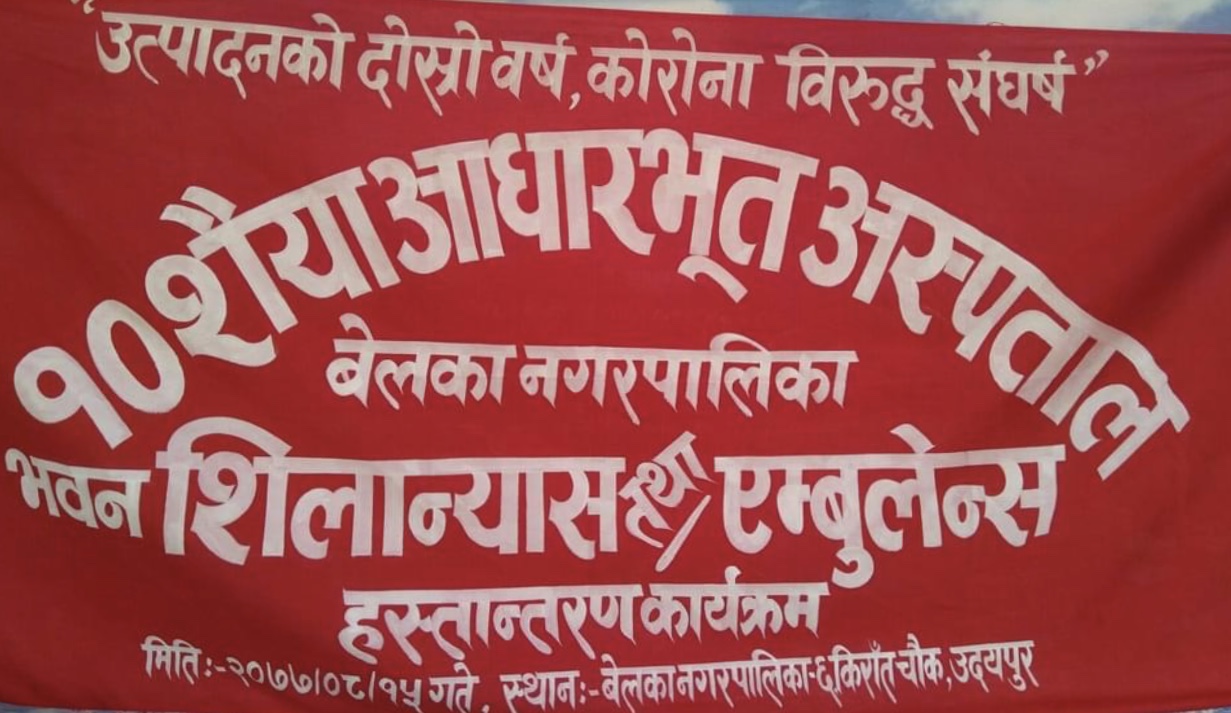 "उत्पादनको दोस्रो वर्ष, कोरोना विरुद्ध संघर्ष"
१० शैया आधारभूत अस्पताल
बेलका नगरपालिका
भवन शिलान्यास तथा एम्बुलेन्स
हस्तान्तरण कार्यक्रम
मिति:-२०७७।०८।१५ गते, स्थान:- बेलका नगरपालिका-६, किराँत चौक, उदयपुर